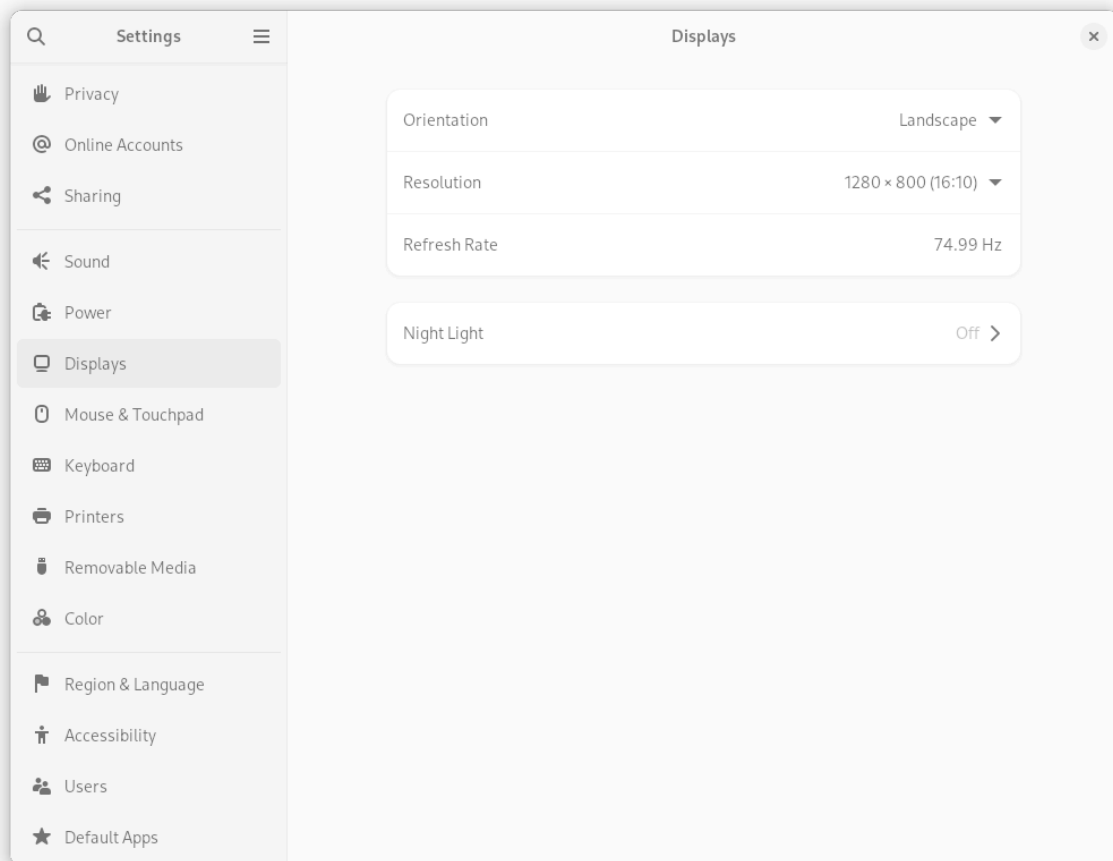 Settings
Displays
Privacy
Online Accounts
Sharing
Sound
Power
Displays
Mouse & Touchpad
Keyboard
Printers
Removable Media
Color
Region & Language
Accessibility
Users
Default Apps
Orientation Landscape
Resolution 1280 × 800 (16:10)
Refresh Rate 74.99 Hz
Night Light Off